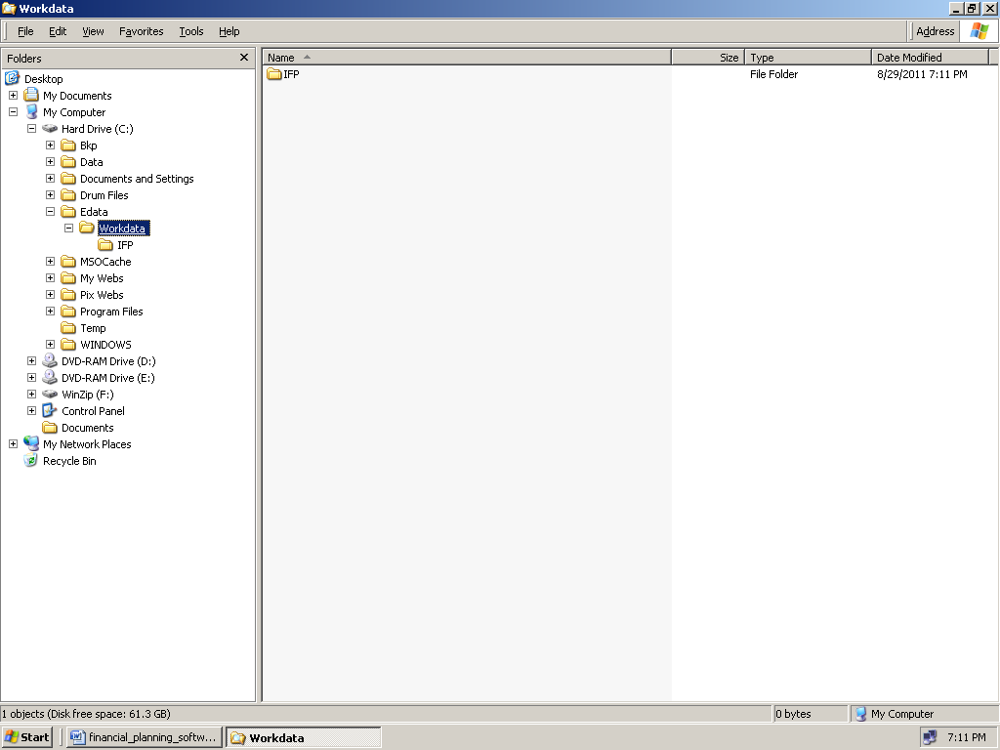 Workdata
File Edit View Favorites Tools Help Address
Folders
Name Size Type Date Modified
IFP File Folder 8/29/2011 7:11 PM
Desktop
My Documents
My Computer
Hard Drive (C:)
Bkp
Data
Documents and Settings
Drum Files
Edata
Workdata
IFP
MSOCache
My Webs
Pix Webs
Program Files
Temp
WINDOWS
DVD-RAM Drive (D:)
DVD-RAM Drive (E:)
WinZip (F:)
Control Panel
Documents
My Network Places
Recycle Bin
1 objects (Disk free space: 61.3 GB) 0 bytes My Computer
Start financial_planning_softw... Workdata 7:11 PM